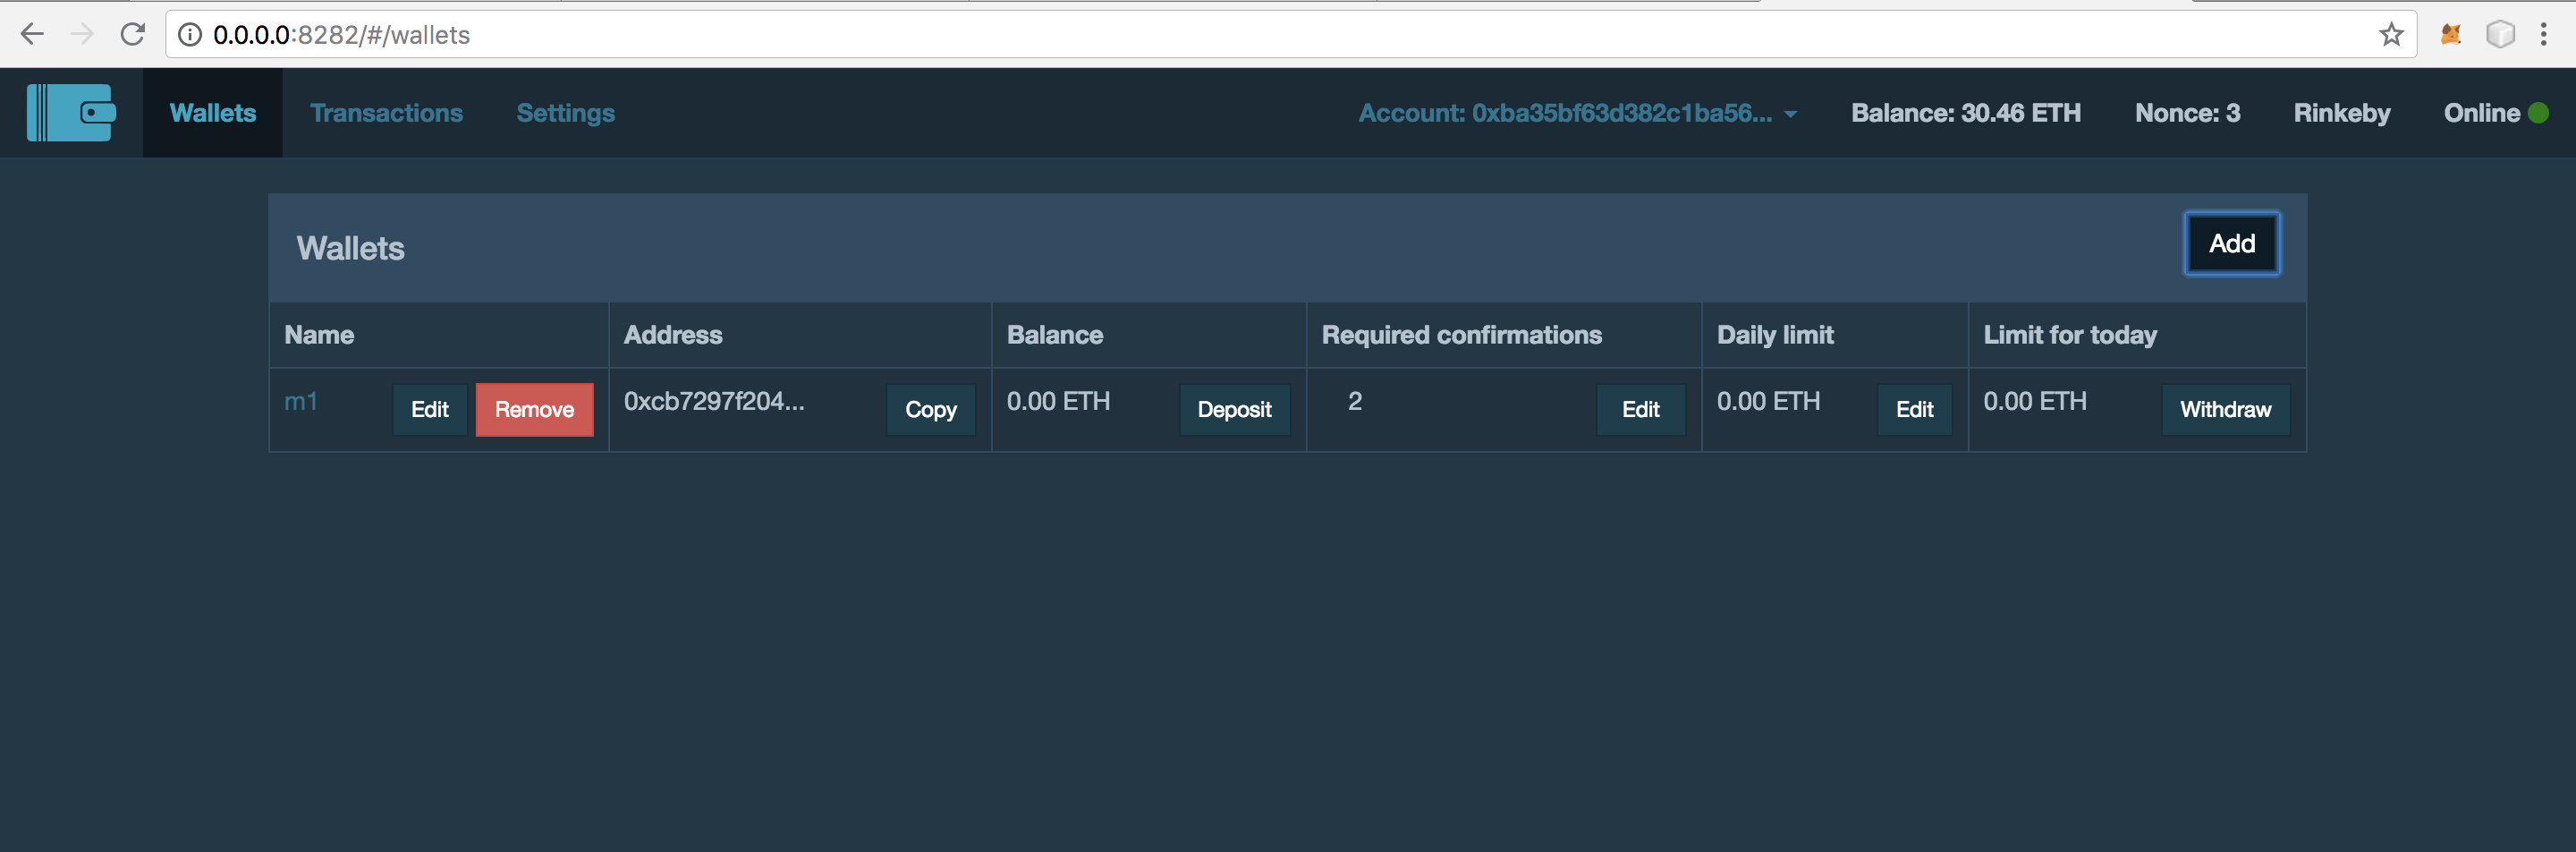 0.0.0.0:8282/#/wallets
Wallets Transactions Settings Account: 0xba35bf63d382c1ba56... Balance: 30.46 ETH Nonce: 3 Rinkeby Online
Wallets Add
Name Address Balance Required confirmations Daily limit Limit for today
m1 Edit Remove 0xcb7297f204... Copy 0.00 ETH Deposit 2 Edit 0.00 ETH Edit 0.00 ETH Withdraw